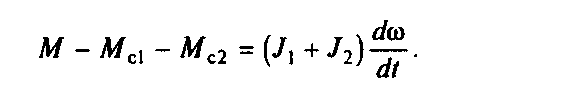 M − M_c1 − M_c2 = (J_1 + J_2) dω/dt.